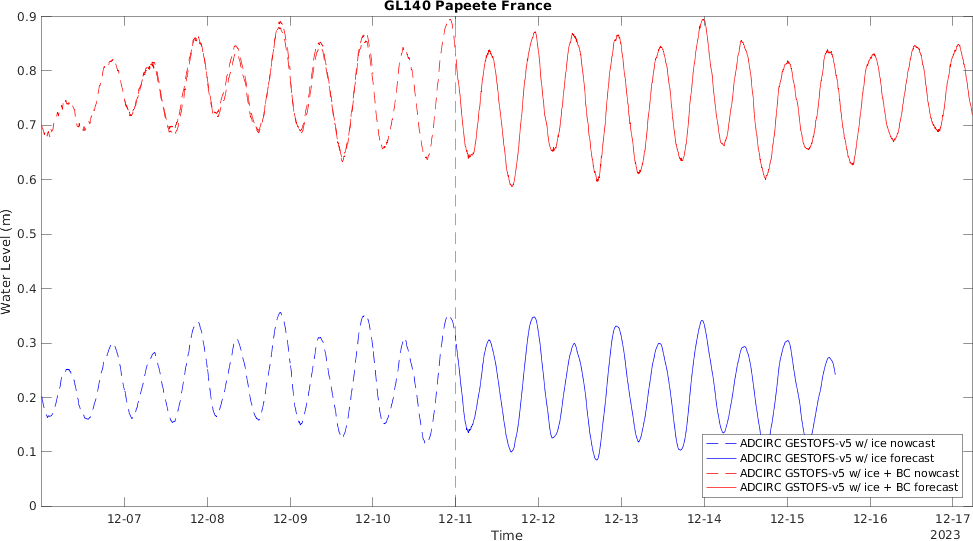 GL140 Papeete France
Water Level (m)
0.9
0.8
0.7
0.6
0.5
0.4
0.3
0.2
0.1
0
ADCIRC GESTOFS-v5 w/ ice nowcast
ADCIRC GESTOFS-v5 w/ ice forecast
ADCIRC GSTOFS-v5 w/ ice + BC nowcast
ADCIRC GSTOFS-v5 w/ ice + BC forecast
12-07 12-08 12-09 12-10 12-11 12-12 12-13 12-14 12-15 12-16 12-17
Time 2023